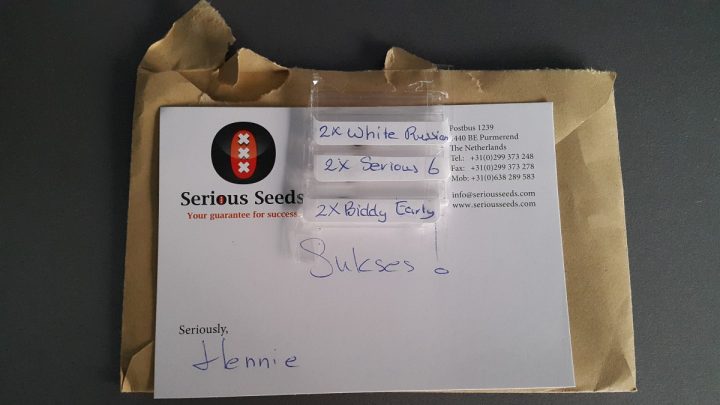 Serious Seeds
Your guarantee for success
2x White Russian
2x Serious 6
2x Biddy Early
Postbus 1239
1440 BE Purmerend
The Netherlands
Tel.: +31(0)299 373 248
Fax: +31(0)299 373 278
Mob: +31(0)638 289 583
info@seriousseeds.com
www.seriousseeds.com
Sukses!
Seriously,
Hennie